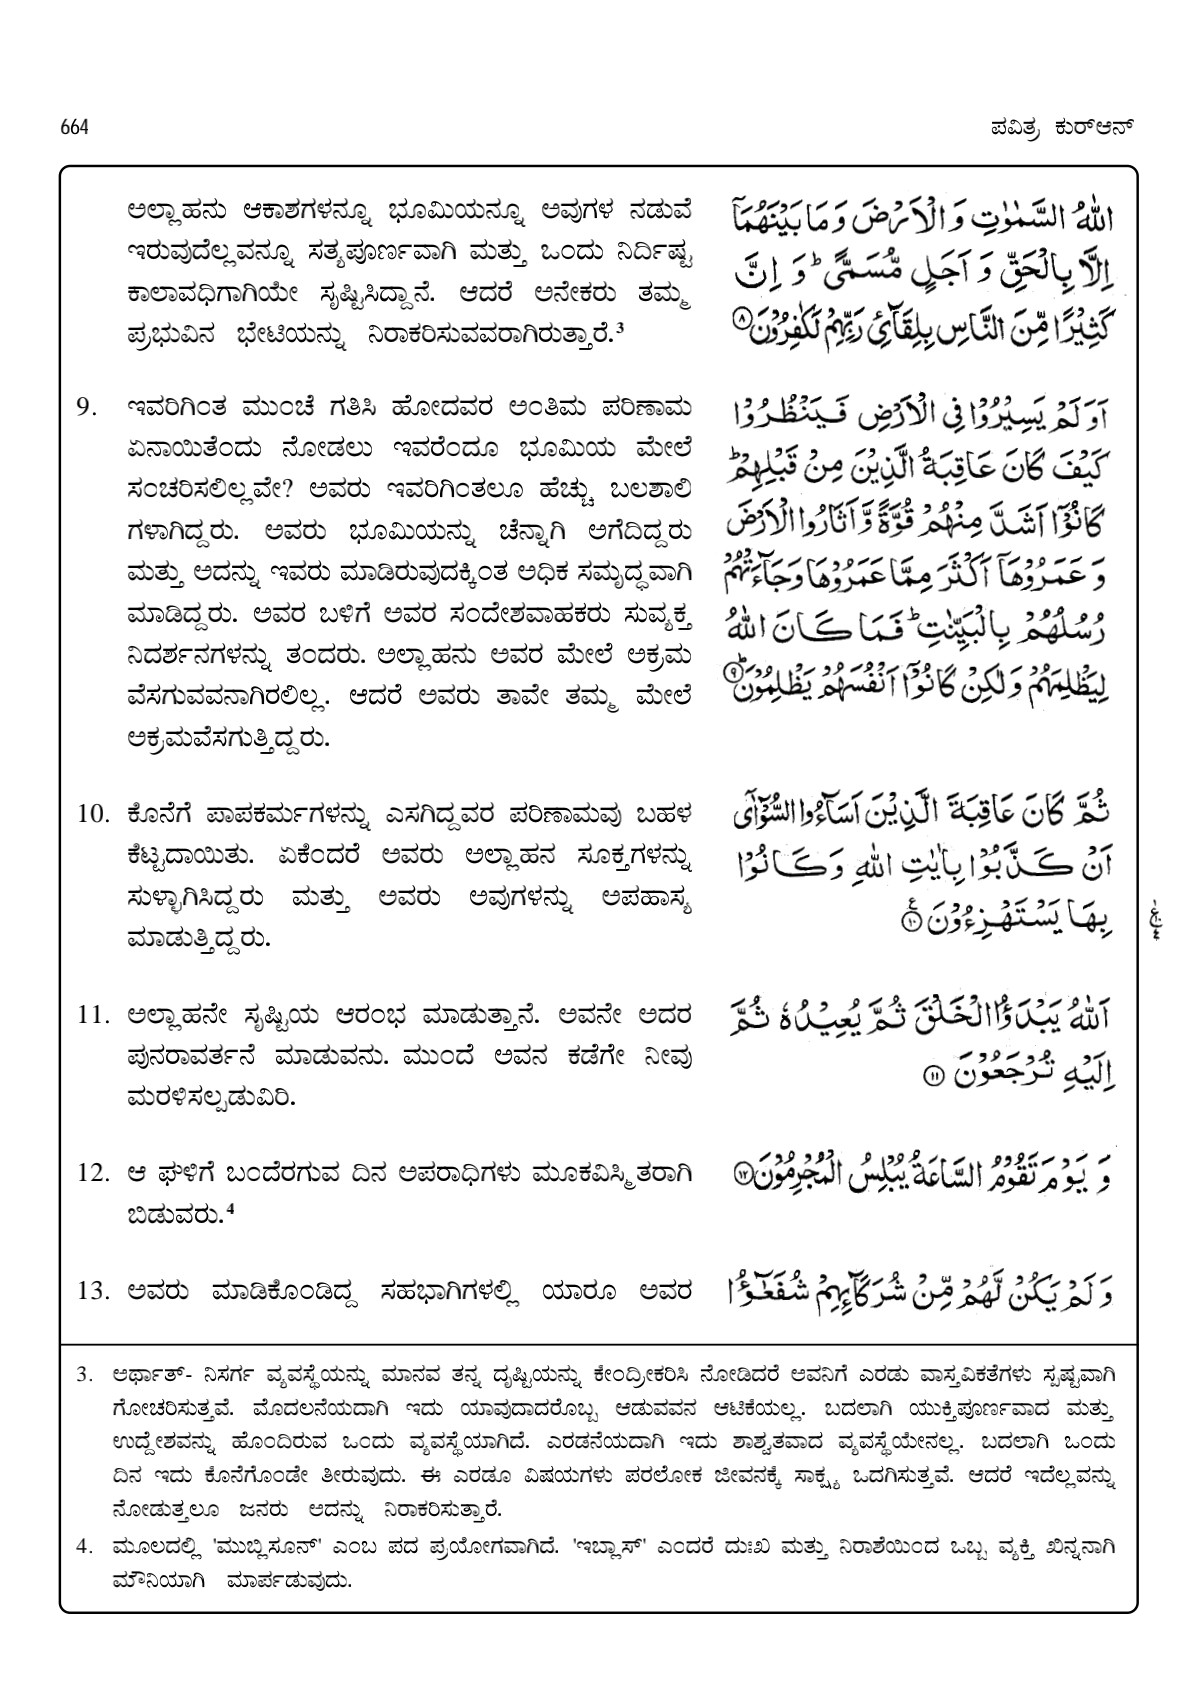 664
ಪವಿತ್ರ ಕುರ್‌ಆನ್
ಅಲ್ಲಾಹನು ಆಕಾಶಗಳನ್ನೂ ಭೂಮಿಯನ್ನೂ ಅವುಗಳ ನಡುವೆ
ಇರುವುದೆಲ್ಲವನ್ನೂ ಸತ್ಯಪೂರ್ಣವಾಗಿ ಮತ್ತು ಒಂದು ನಿರ್ದಿಷ್ಟ
ಕಾಲಾವಧಿಗಾಗಿಯೇ ಸೃಷ್ಟಿಸಿದ್ದಾನೆ. ಆದರೆ ಅನೇಕರು ತಮ್ಮ
ಪ್ರಭುವಿನ ಭೇಟಿಯನ್ನು ನಿರಾಕರಿಸುವವರಾಗಿರುತ್ತಾರೆ.³
اللّٰهُ السَّمٰوٰتِ وَ الْاَرْضَ وَ مَا بَيْنَهُمَآ
اِلَّا بِالْحَقِّ وَ اَجَلٍ مُّسَمًّى ؕ وَ اِنَّ
كَثِيْرًا مِّنَ النَّاسِ بِلِقَآئِ رَبِّهِمْ لَكٰفِرُوْنَ ﴿٨﴾
9. ಇವರಿಗಿಂತ ಮುಂಚೆ ಗತಿಸಿ ಹೋದವರ ಅಂತಿಮ ಪರಿಣಾಮ
ಏನಾಯಿತೆಂದು ನೋಡಲು ಇವರೆಂದೂ ಭೂಮಿಯ ಮೇಲೆ
ಸಂಚರಿಸಲಿಲ್ಲವೇ? ಅವರು ಇವರಿಗಿಂತಲೂ ಹೆಚ್ಚು ಬಲಶಾಲಿ
ಗಳಾಗಿದ್ದರು. ಅವರು ಭೂಮಿಯನ್ನು ಚೆನ್ನಾಗಿ ಅಗೆದಿದ್ದರು
ಮತ್ತು ಅದನ್ನು ಇವರು ಮಾಡಿರುವುದಕ್ಕಿಂತ ಅಧಿಕ ಸಮೃದ್ಧವಾಗಿ
ಮಾಡಿದ್ದರು. ಅವರ ಬಳಿಗೆ ಅವರ ಸಂದೇಶವಾಹಕರು ಸುವ್ಯಕ್ತ
ನಿದರ್ಶನಗಳನ್ನು ತಂದರು. ಅಲ್ಲಾಹನು ಅವರ ಮೇಲೆ ಅಕ್ರಮ
ವೆಸಗುವವನಾಗಿರಲಿಲ್ಲ. ಆದರೆ ಅವರು ತಾವೇ ತಮ್ಮ ಮೇಲೆ
ಅಕ್ರಮವೆಸಗುತ್ತಿದ್ದರು.
اَوَ لَمْ يَسِيْرُوْا فِي الْاَرْضِ فَيَنْظُرُوْا
كَيْفَ كَانَ عَاقِبَةُ الَّذِيْنَ مِنْ قَبْلِهِمْ ؕ
كَانُوْۤا اَشَدَّ مِنْهُمْ قُوَّةً وَّ اَثَارُوا الْاَرْضَ
وَ عَمَرُوْهَآ اَكْثَرَ مِمَّا عَمَرُوْهَا وَ جَآءَتْهُمْ
رُسُلُهُمْ بِالْبَيِّنٰتِ ؕ فَمَا كَانَ اللّٰهُ
لِيَظْلِمَهُمْ وَ لٰكِنْ كَانُوْۤا اَنْفُسَهُمْ يَظْلِمُوْنَ ؕ﴿٩﴾
10. ಕೊನೆಗೆ ಪಾಪಕರ್ಮಗಳನ್ನು ಎಸಗಿದ್ದವರ ಪರಿಣಾಮವು ಬಹಳ
ಕೆಟ್ಟದಾಯಿತು. ಏಕೆಂದರೆ ಅವರು ಅಲ್ಲಾಹನ ಸೂಕ್ತಗಳನ್ನು
ಸುಳ್ಳಾಗಿಸಿದ್ದರು ಮತ್ತು ಅವರು ಅವುಗಳನ್ನು ಅಪಹಾಸ್ಯ
ಮಾಡುತ್ತಿದ್ದರು.
ثُمَّ كَانَ عَاقِبَةَ الَّذِيْنَ اَسَآءُوا السُّوْٓاٰى
اَنْ كَذَّبُوْا بِاٰيٰتِ اللّٰهِ وَ كَانُوْا
بِهَا يَسْتَهْزِءُوْنَ ﴿١٠﴾
11. ಅಲ್ಲಾಹನೇ ಸೃಷ್ಟಿಯ ಆರಂಭ ಮಾಡುತ್ತಾನೆ. ಅವನೇ ಅದರ
ಪುನರಾವರ್ತನೆ ಮಾಡುವನು. ಮುಂದೆ ಅವನ ಕಡೆಗೇ ನೀವು
ಮರಳಿಸಲ್ಪಡುವಿರಿ.
اَللّٰهُ يَبْدَؤُا الْخَلْقَ ثُمَّ يُعِيْدُهٗ ثُمَّ
اِلَيْهِ تُرْجَعُوْنَ ﴿١١﴾
12. ಆ ಘಳಿಗೆ ಬಂದೆರಗುವ ದಿನ ಅಪರಾಧಿಗಳು ಮೂಕವಿಸ್ಮಿತರಾಗಿ
ಬಿಡುವರು.⁴
وَ يَوْمَ تَقُوْمُ السَّاعَةُ يُبْلِسُ الْمُجْرِمُوْنَ ﴿١٢﴾
13. ಅವರು ಮಾಡಿಕೊಂಡಿದ್ದ ಸಹಭಾಗಿಗಳಲ್ಲಿ ಯಾರೂ ಅವರ
وَ لَمْ يَكُنْ لَّهُمْ مِّنْ شُرَكَآئِهِمْ شُفَعٰٓؤُا
3. ಅರ್ಥಾತ್- ನಿಸರ್ಗ ವ್ಯವಸ್ಥೆಯನ್ನು ಮಾನವ ತನ್ನ ದೃಷ್ಟಿಯನ್ನು ಕೇಂದ್ರೀಕರಿಸಿ ನೋಡಿದರೆ ಅವನಿಗೆ ಎರಡು ವಾಸ್ತವಿಕತೆಗಳು ಸ್ಪಷ್ಟವಾಗಿ
ಗೋಚರಿಸುತ್ತವೆ. ಮೊದಲನೆಯದಾಗಿ ಇದು ಯಾವುದಾದರೊಬ್ಬ ಆಡುವವನ ಆಟಿಕೆಯಲ್ಲ. ಬದಲಾಗಿ ಯುಕ್ತಿಪೂರ್ಣವಾದ ಮತ್ತು
ಉದ್ದೇಶವನ್ನು ಹೊಂದಿರುವ ಒಂದು ವ್ಯವಸ್ಥೆಯಾಗಿದೆ. ಎರಡನೆಯದಾಗಿ ಇದು ಶಾಶ್ವತವಾದ ವ್ಯವಸ್ಥೆಯೇನಲ್ಲ. ಬದಲಾಗಿ ಒಂದು
ದಿನ ಇದು ಕೊನೆಗೊಂಡೇ ತೀರುವುದು. ಈ ಎರಡೂ ವಿಷಯಗಳು ಪರಲೋಕ ಜೀವನಕ್ಕೆ ಸಾಕ್ಷ್ಯ ಒದಗಿಸುತ್ತವೆ. ಆದರೆ ಇದೆಲ್ಲವನ್ನು
ನೋಡುತ್ತಲೂ ಜನರು ಅದನ್ನು ನಿರಾಕರಿಸುತ್ತಾರೆ.
4. ಮೂಲದಲ್ಲಿ 'ಮುಬ್ಲಿಸೂನ್' ಎಂಬ ಪದ ಪ್ರಯೋಗವಾಗಿದೆ. 'ಇಬ್ಲಾಸ್' ಎಂದರೆ ದುಃಖ ಮತ್ತು ನಿರಾಶೆಯಿಂದ ಒಬ್ಬ ವ್ಯಕ್ತಿ ಖಿನ್ನನಾಗಿ
ಮೌನಿಯಾಗಿ ಮಾರ್ಪಡುವುದು.